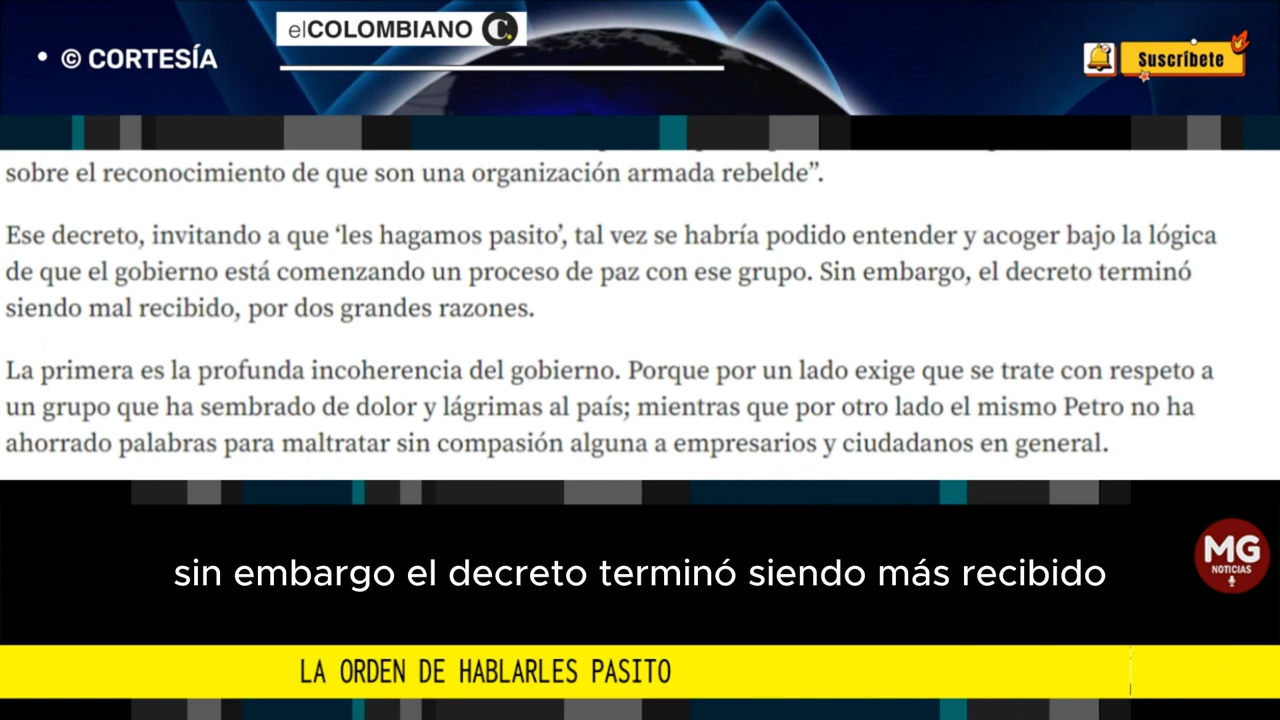 elCOLOMBIANO C.
• © CORTESÍA
Suscríbete
sobre el reconocimiento de que son una organización armada rebelde”.
Ese decreto, invitando a que ‘les hagamos pasito’, tal vez se habría podido entender y acoger bajo la lógica
de que el gobierno está comenzando un proceso de paz con ese grupo. Sin embargo, el decreto terminó
siendo mal recibido, por dos grandes razones.
La primera es la profunda incoherencia del gobierno. Porque por un lado exige que se trate con respeto a
un grupo que ha sembrado de dolor y lágrimas al país; mientras que por otro lado el mismo Petro no ha
ahorrado palabras para maltratar sin compasión alguna a empresarios y ciudadanos en general.
MG
NOTICIAS
sin embargo el decreto terminó siendo más recibido
LA ORDEN DE HABLARLES PASITO